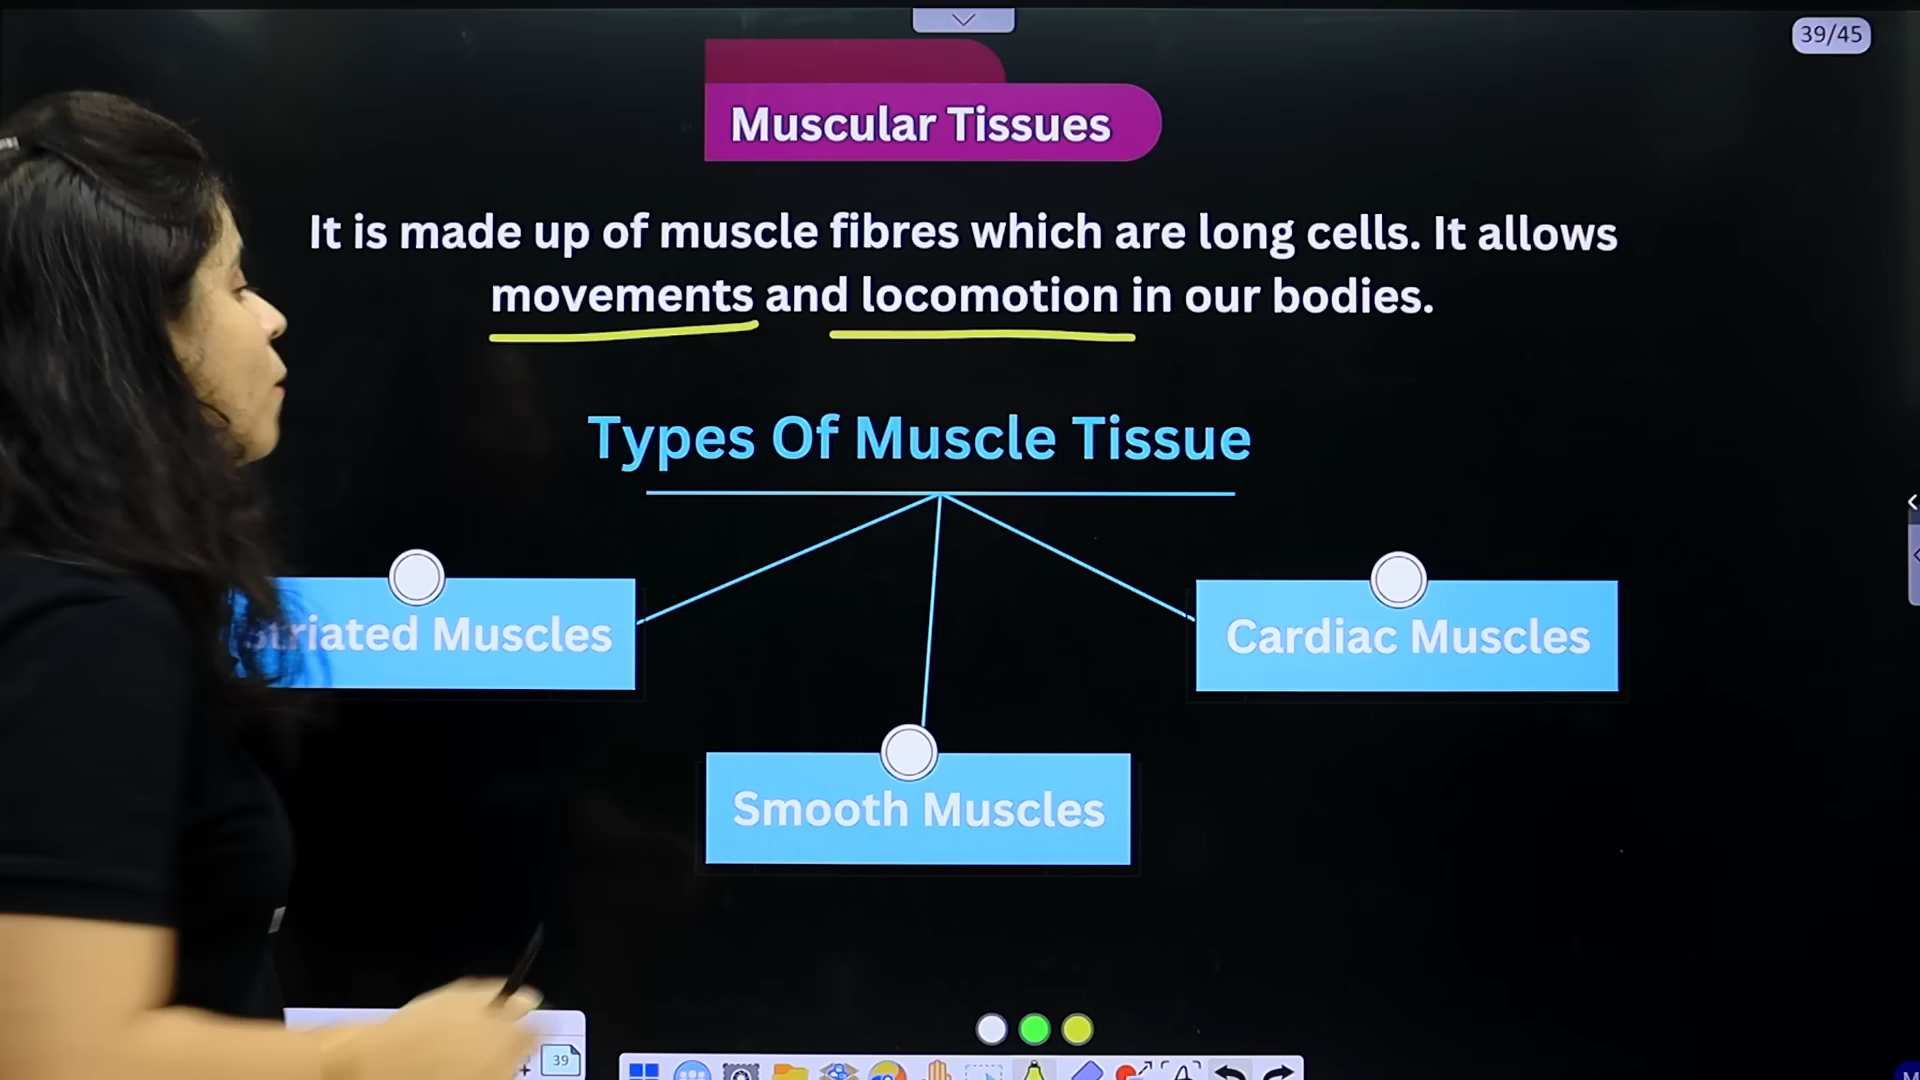 39/45
Muscular Tissues
It is made up of muscle fibres which are long cells. It allows
movements and locomotion in our bodies.
Types Of Muscle Tissue
Striated Muscles
Cardiac Muscles
Smooth Muscles
39